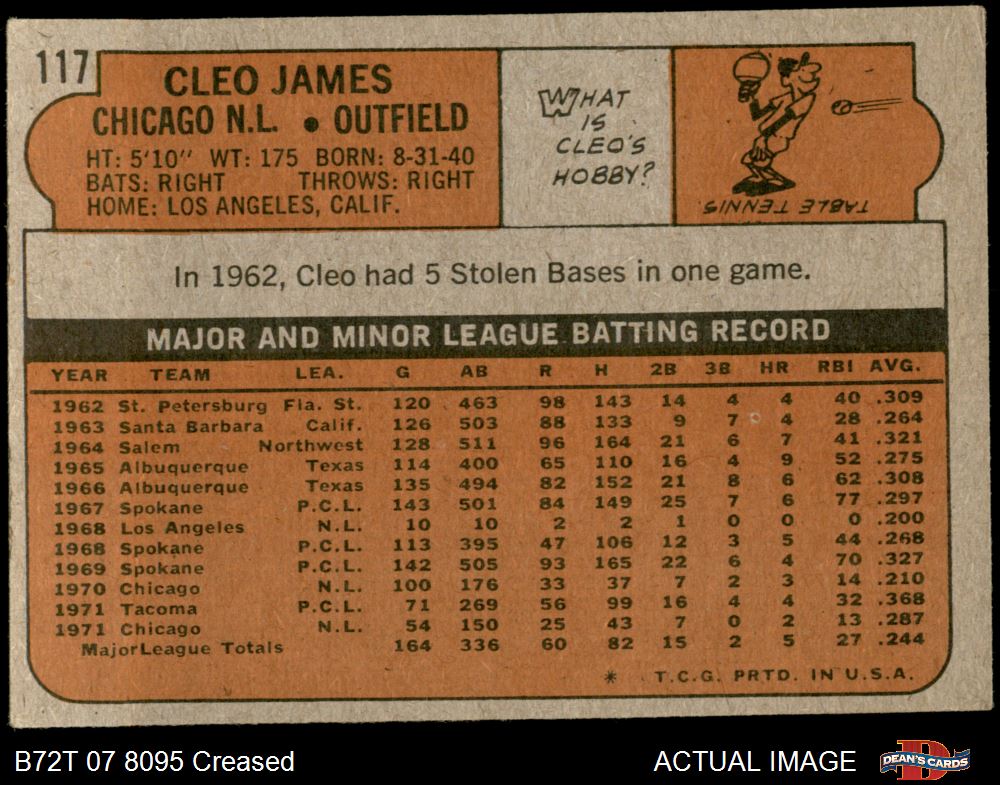 117
CLEO JAMES
CHICAGO N.L. • OUTFIELD
HT: 5'10" WT: 175 BORN: 8-31-40
BATS: RIGHT THROWS: RIGHT
HOME: LOS ANGELES, CALIF.
WHAT
IS
CLEO'S
HOBBY?
TABLE TENNIS
In 1962, Cleo had 5 Stolen Bases in one game.
MAJOR AND MINOR LEAGUE BATTING RECORD
YEAR TEAM LEA. G AB R H 2B 3B HR RBI AVG.
1962 St. Petersburg Fla. St. 120 463 98 143 14 4 4 40 .309
1963 Santa Barbara Calif. 126 503 88 133 9 7 4 28 .264
1964 Salem Northwest 128 511 96 164 21 6 7 41 .321
1965 Albuquerque Texas 114 400 65 110 16 4 9 52 .275
1966 Albuquerque Texas 135 494 82 152 21 8 6 62 .308
1967 Spokane P.C.L. 143 501 84 149 25 7 6 77 .297
1968 Los Angeles N.L. 10 10 2 2 1 0 0 0 .200
1968 Spokane P.C.L. 113 395 47 106 12 3 5 44 .268
1969 Spokane P.C.L. 142 505 93 165 22 6 4 70 .327
1970 Chicago N.L. 100 176 33 37 7 2 3 14 .210
1971 Tacoma P.C.L. 71 269 56 99 16 4 4 32 .368
1971 Chicago N.L. 54 150 25 43 7 0 2 13 .287
MajorLeague Totals 164 336 60 82 15 2 5 27 .244
* T.C.G. PRTD. IN U.S.A.
B72T 07 8095 Creased ACTUAL IMAGE
D
DEAN'S CARDS